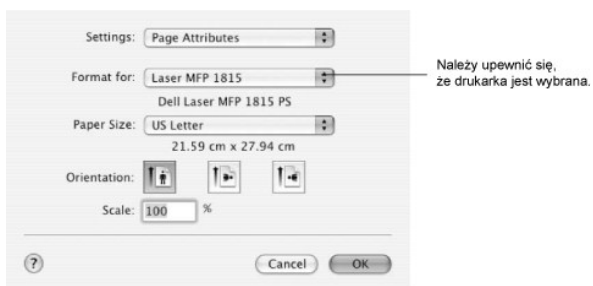 Settings: Page Attributes
Format for: Laser MFP 1815
Należy upewnić się,
że drukarka jest wybrana.
Dell Laser MFP 1815 PS
Paper Size: US Letter
21.59 cm x 27.94 cm
Orientation:
Scale: 100 %
? Cancel OK